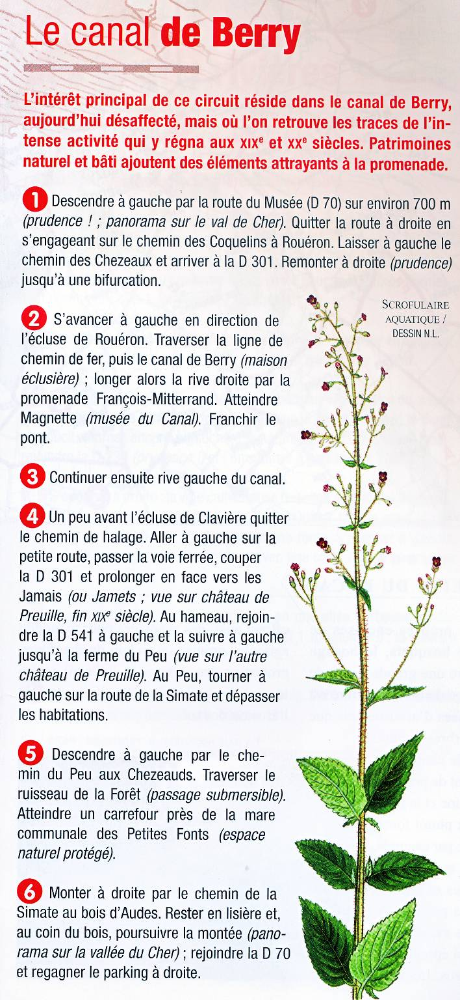 Le canal de Berry
L'intérêt principal de ce circuit réside dans le canal de Berry,
aujourd'hui désaffecté, mais où l'on retrouve les traces de l'in-
tense activité qui y régna aux XIXe et XXe siècles. Patrimoines
naturel et bâti ajoutent des éléments attrayants à la promenade.
1 Descendre à gauche par la route du Musée (D 70) sur environ 700 m
(prudence ! ; panorama sur le val de Cher). Quitter la route à droite en
s'engageant sur le chemin des Coquelins à Rouéron. Laisser à gauche le
chemin des Chezeaux et arriver à la D 301. Remonter à droite (prudence)
jusqu'à une bifurcation.
2 S'avancer à gauche en direction de
l'écluse de Rouéron. Traverser la ligne de
chemin de fer, puis le canal de Berry (maison
éclusière) ; longer alors la rive droite par la
promenade François-Mitterrand. Atteindre
Magnette (musée du Canal). Franchir le
pont.
SCROFULAIRE
AQUATIQUE /
DESSIN N.L.
3 Continuer ensuite rive gauche du canal.
4 Un peu avant l'écluse de Clavière quitter
le chemin de halage. Aller à gauche sur la
petite route, passer la voie ferrée, couper
la D 301 et prolonger en face vers les
Jamais (ou Jamets ; vue sur château de
Preuille, fin XIXe siècle). Au hameau, rejoin-
dre la D 541 à gauche et la suivre à gauche
jusqu'à la ferme du Peu (vue sur l'autre
château de Preuille). Au Peu, tourner à
gauche sur la route de la Simate et dépasser
les habitations.
5 Descendre à gauche par le che-
min du Peu aux Chezeauds. Traverser le
ruisseau de la Forêt (passage submersible).
Atteindre un carrefour près de la mare
communale des Petites Fonts (espace
naturel protégé).
6 Monter à droite par le chemin de la
Simate au bois d'Audes. Rester en lisière et,
au coin du bois, poursuivre la montée (pano-
rama sur la vallée du Cher) ; rejoindre la D 70
et regagner le parking à droite.